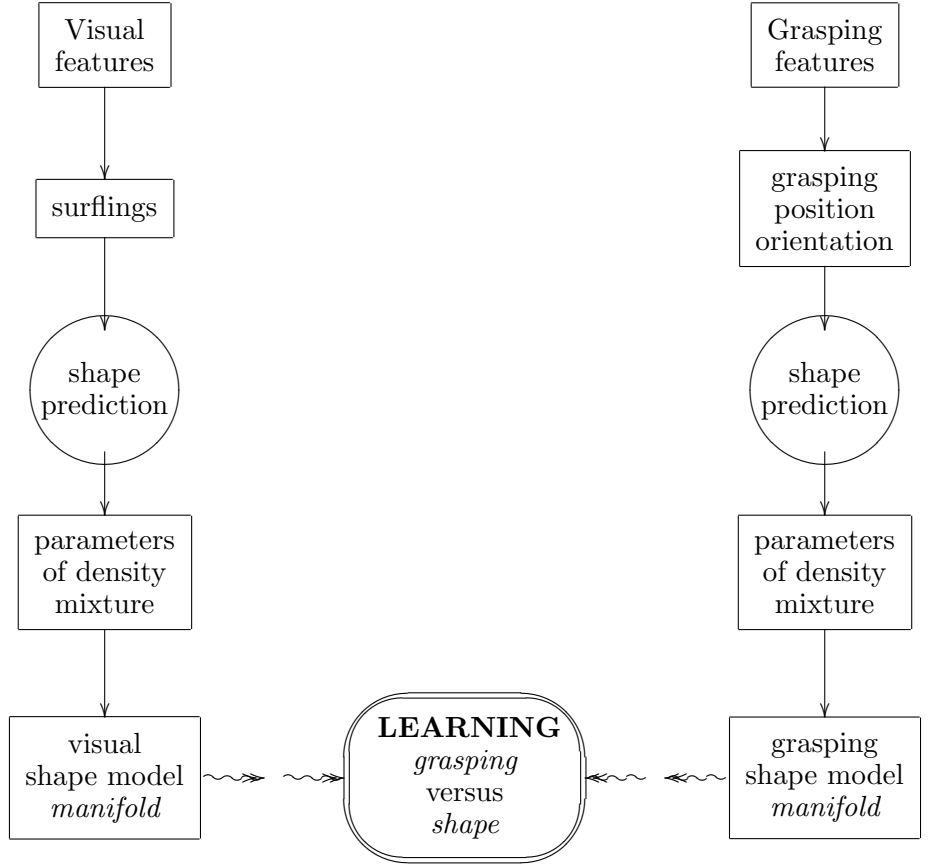 Visual
features
surflings
shape
prediction
parameters
of density
mixture
visual
shape model
manifold
LEARNING
grasping
versus
shape
Grasping
features
grasping
position
orientation
shape
prediction
parameters
of density
mixture
grasping
shape model
manifold